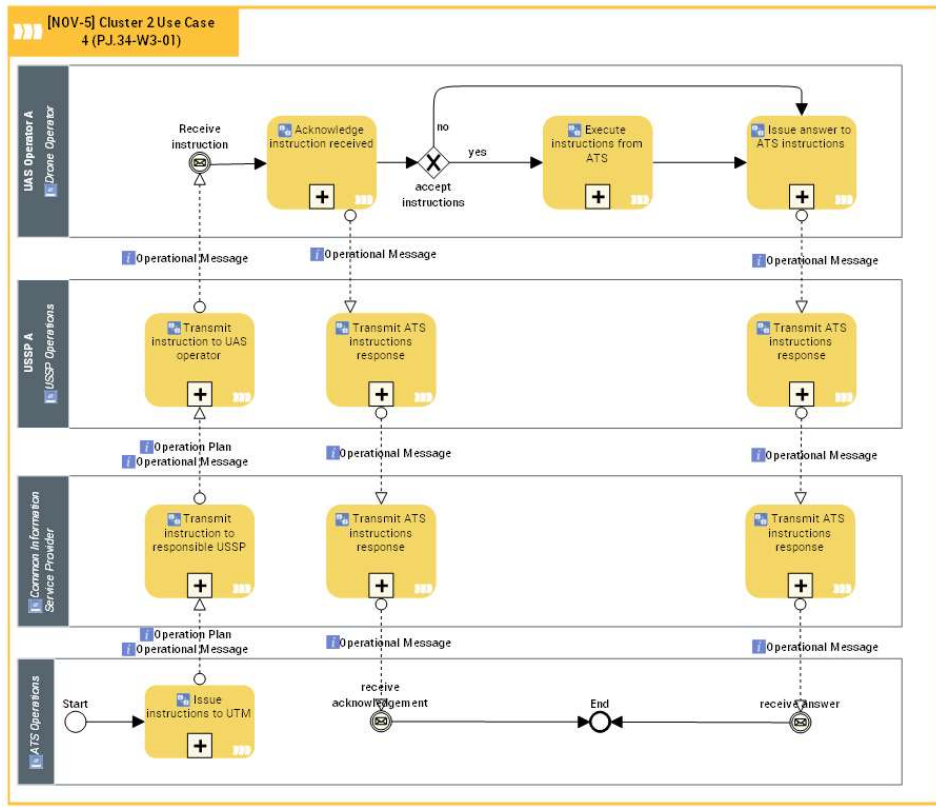 [NOV-5] Cluster 2 Use Case
4 (PJ.34-W3-01)
UAS Operator A
Drone Operator
Receive
instruction
Acknowledge
instruction received
no
yes
accept
instructions
Execute
instructions from
ATS
Issue answer to
ATS instructions
Operational Message
Operational Message
Operational Message
USSP A
USSP Operations
Transmit
instruction to UAS
operator
Transmit ATS
instructions
response
Transmit ATS
instructions
response
Operation Plan
Operational Message
Operational Message
Operational Message
Common Information
Service Provider
Transmit
instruction to
responsible USSP
Transmit ATS
instructions
response
Transmit ATS
instructions
response
Operation Plan
Operational Message
Operational Message
Operational Message
ATS Operations
Start
Issue
instructions to UTM
receive
acknowledgement
End
receive answer